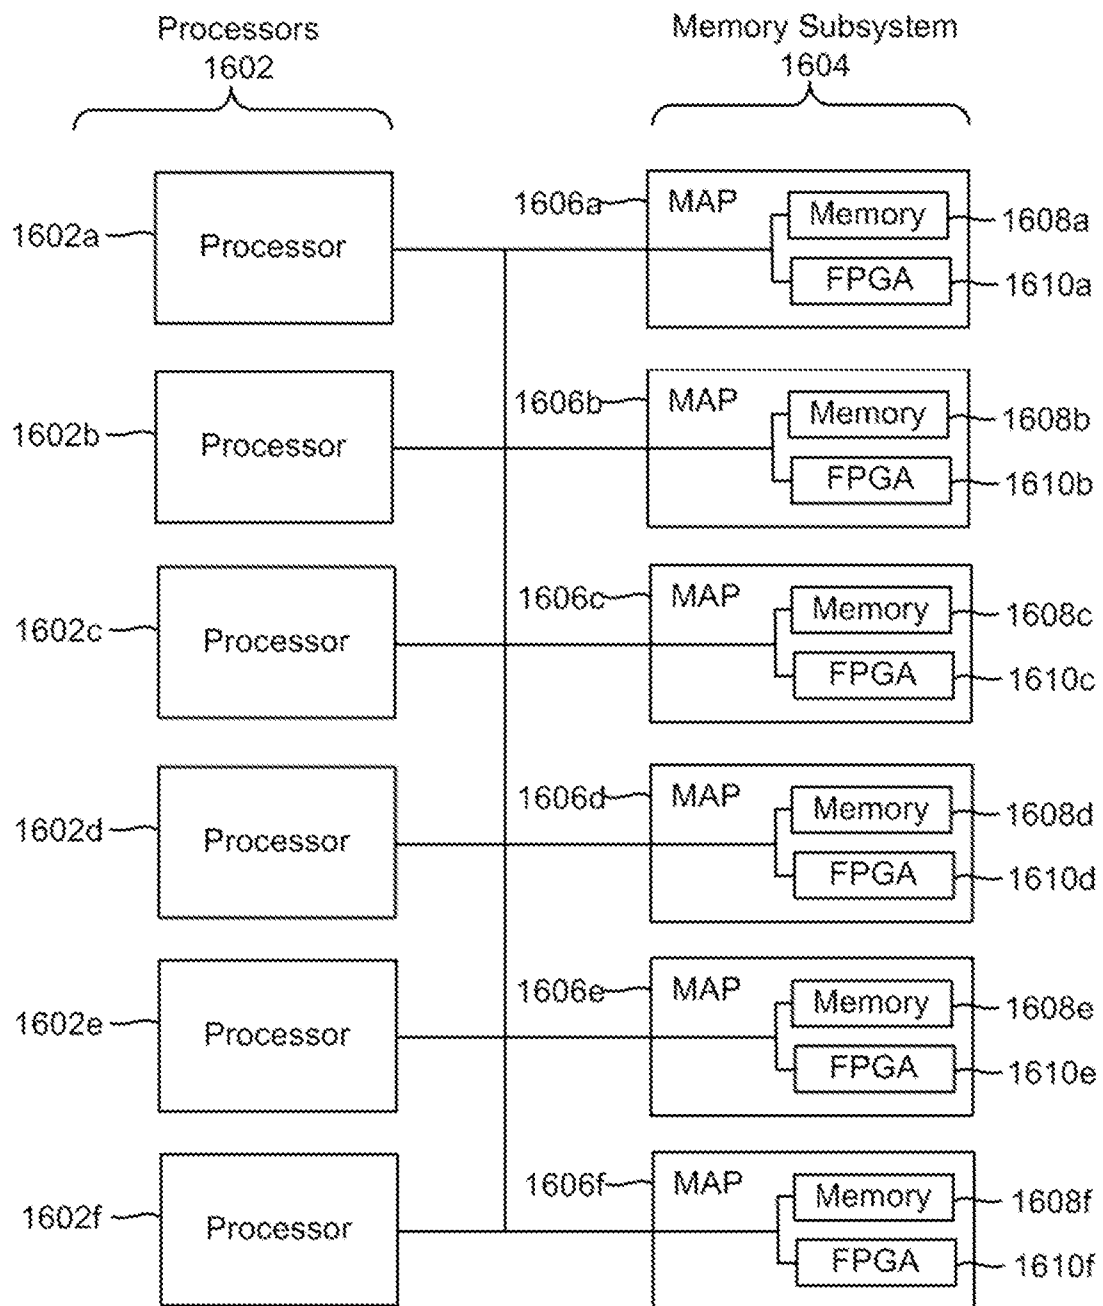 Processors
1602
Memory Subsystem
1604
1602a
Processor
1606a
MAP
Memory
1608a
FPGA
1610a
1602b
Processor
1606b
MAP
Memory
1608b
FPGA
1610b
1602c
Processor
1606c
MAP
Memory
1608c
FPGA
1610c
1602d
Processor
1606d
MAP
Memory
1608d
FPGA
1610d
1602e
Processor
1606e
MAP
Memory
1608e
FPGA
1610e
1602f
Processor
1606f
MAP
Memory
1608f
FPGA
1610f